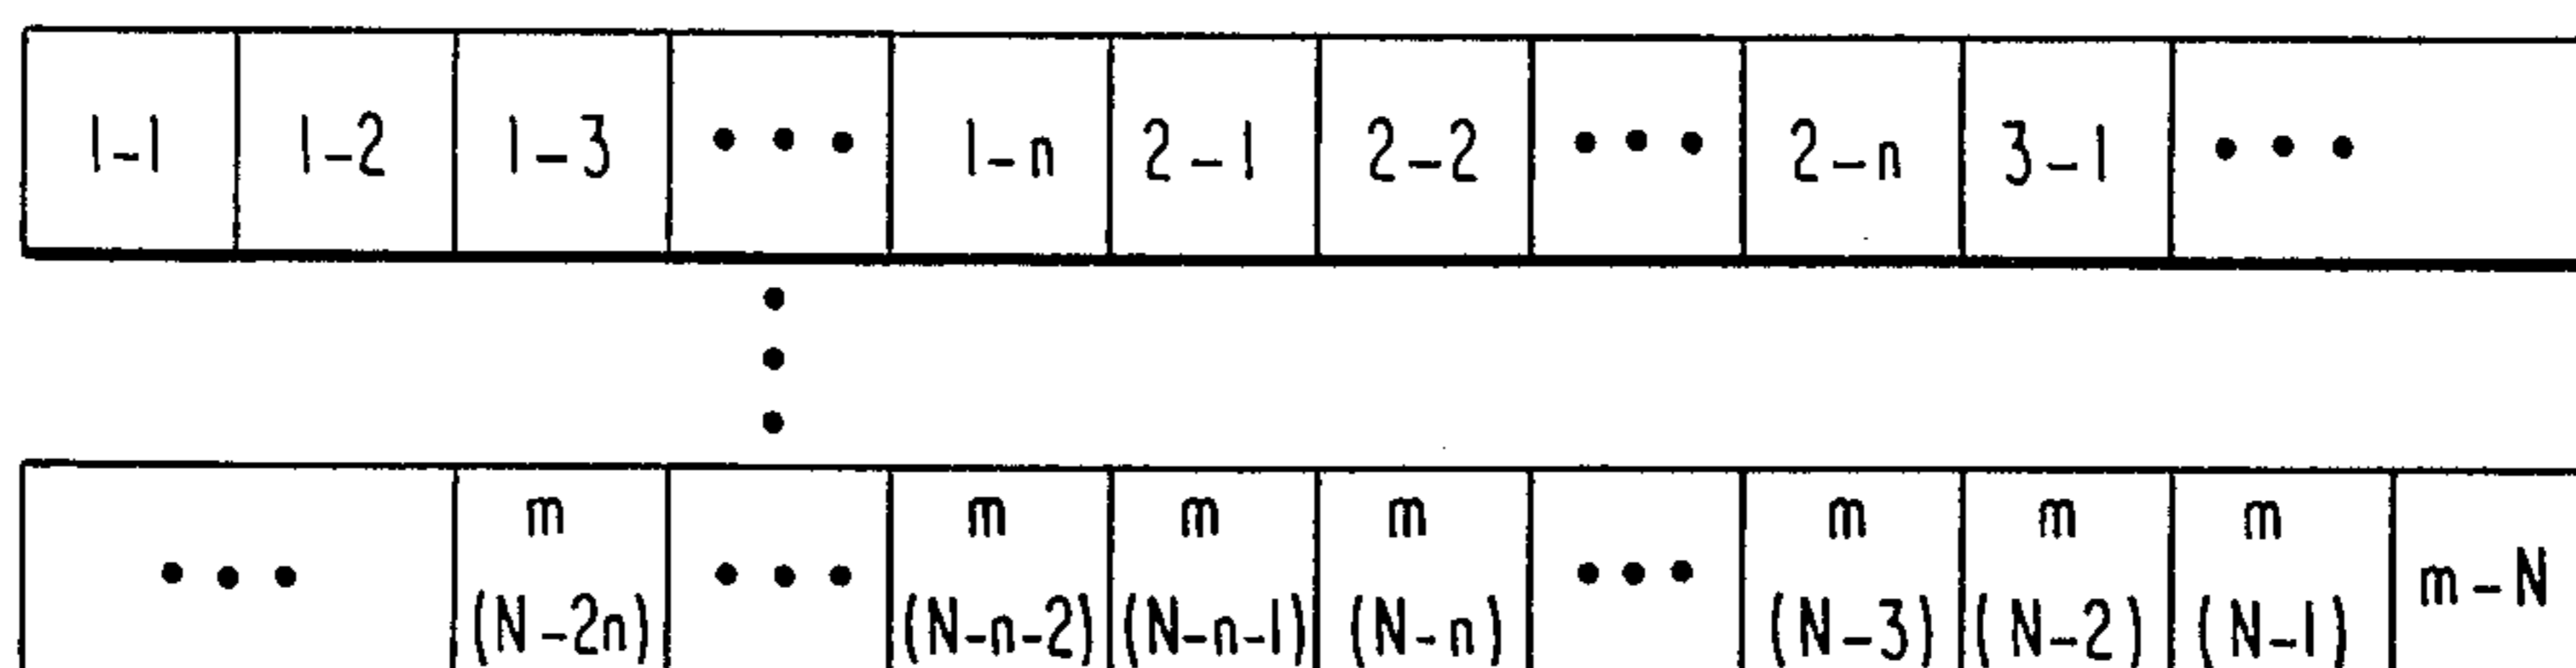 1-1 1-2 1-3 • • • 1-n 2-1 2-2 • • • 2-n 3-1 • • •
•
•
•
m m m m m m m
• • • • • • • • • m-N
(N-2n) (N-n-2) (N-n-1) (N-n) (N-3) (N-2) (N-1)